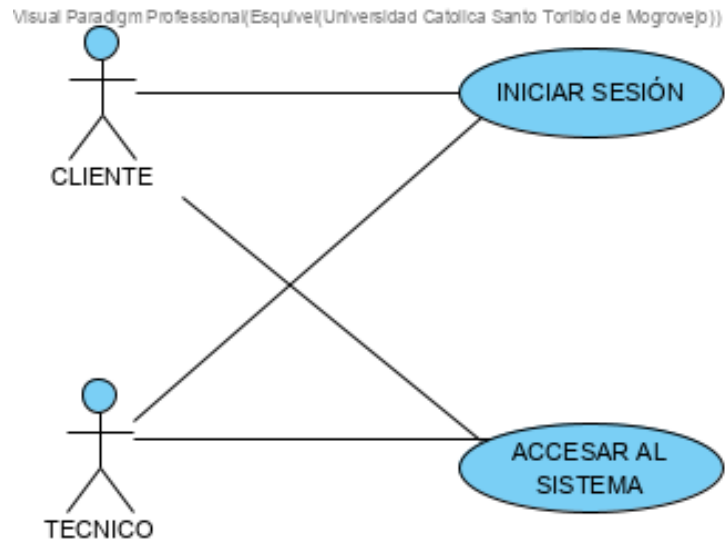 Visual Paradigm Professional(Esquivel(Universidad Catolica Santo Toribio de Mogrovejo))
INICIAR SESIÓN
CLIENTE
ACCESAR AL
SISTEMA
TECNICO